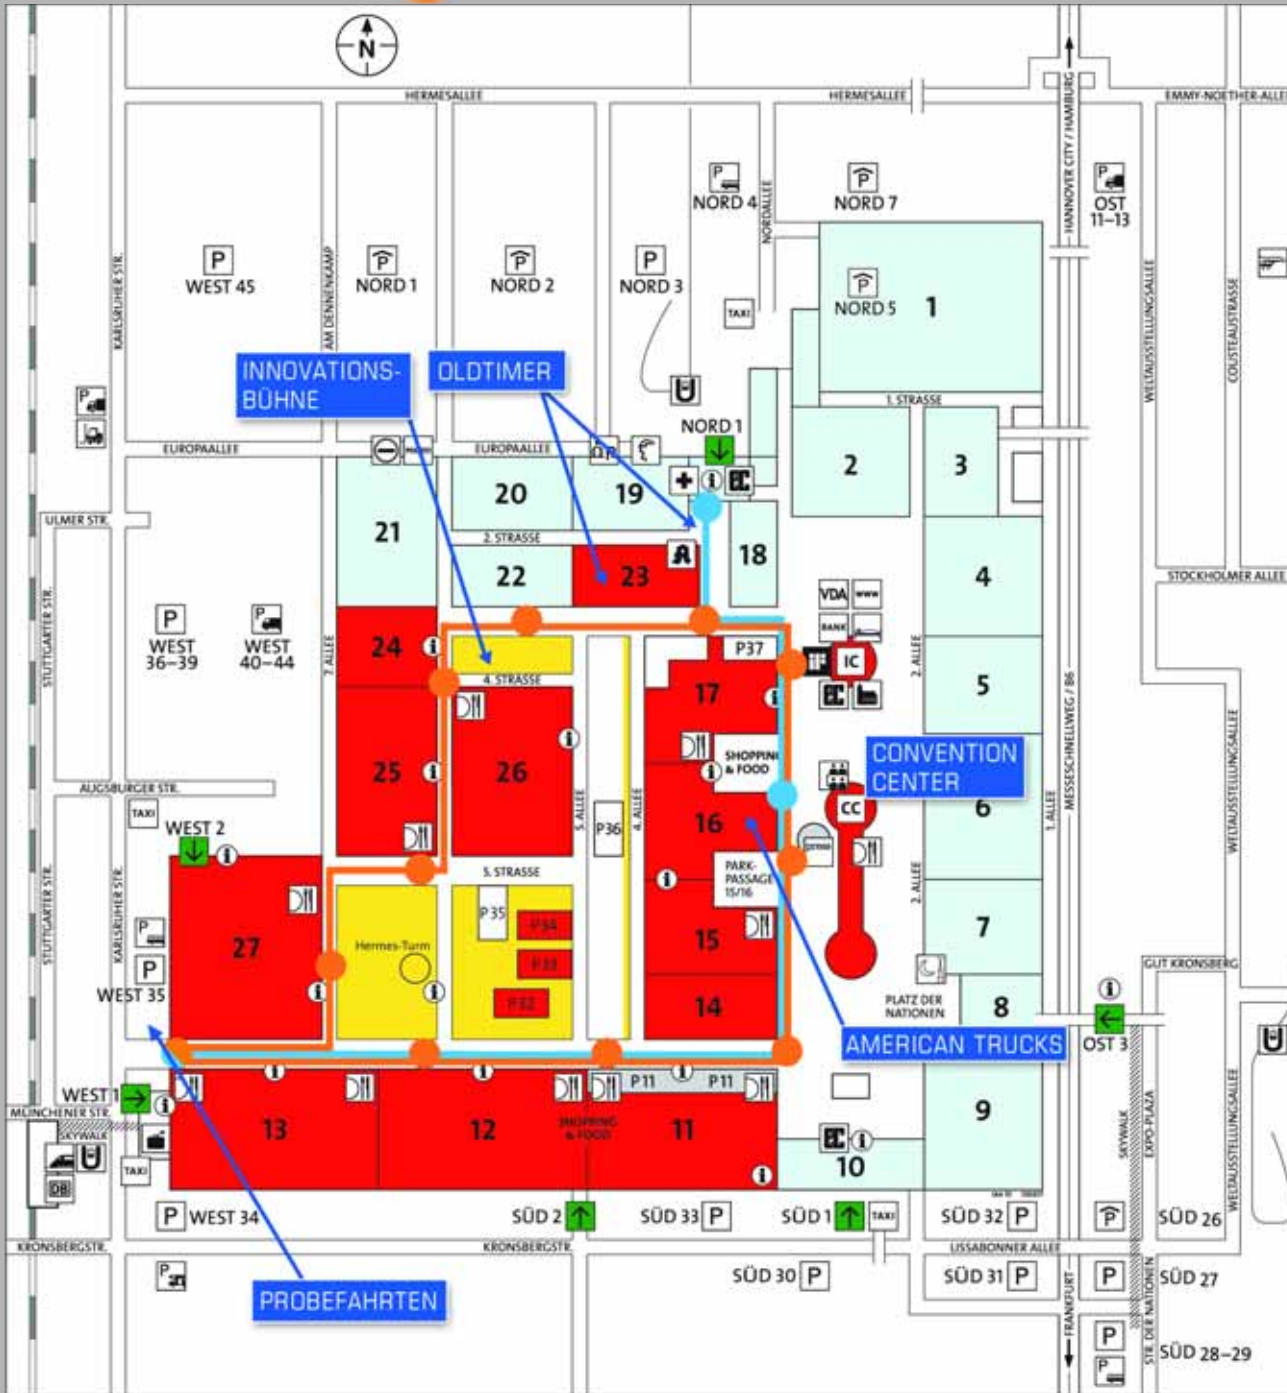 N
HERMESALLEE
HERMESALLEE
EMMY-NOETHER-ALLEE
HANNOVER CITY / HAMBURG
NORD 4
NORDALLEE
NORD 7
OST
11–13
KARLSRUHER STR.
WEST 45
AM DENNENKAMP
NORD 1
NORD 2
NORD 3
TAXI
NORD 5
1
WELTAUSSTELLUNGSALLEE
COUSTEAUSTRASSE
INNOVATIONS-
BÜHNE
OLDTIMER
1. STRASSE
NORD 1
EUROPAALLEE
EUROPAALLEE
2
3
20
19
EC
ULMER STR.
21
2. STRASSE
22
23
18
4
STOCKHOLMER ALLEE
VDA
www
BANK
STUTTGARTER STR.
WEST
36–39
WEST
40–44
7. ALLEE
24
P37
IC
2. ALLEE
4. STRASSE
17
5
EC
MESSESCHNELLWEG / B6
25
26
SHOPPING
& FOOD
CONVENTION
CENTER
AUGSBURGER STR.
5. ALLEE
4. ALLEE
P36
16
CC
6
1. ALLEE
WELTAUSSTELLUNGSALLEE
TAXI
WEST 2
5. STRASSE
PARK-
PASSAGE
15/16
2. ALLEE
STUTTGARTER STR.
KARLSRUHER STR.
P35
P34
27
Hermes-Turm
P33
15
7
GUT KRONSBERG
WEST 35
P32
14
PLATZ DER
NATIONEN
8
OST 3
AMERICAN TRUCKS
WEST 1
P11
P11
MÜNCHENER STR.
SKYWALK
13
12
SHOPPING
& FOOD
11
EC
9
10
SKYWALK
EXPO-PLAZA
WELTAUSSTELLUNGSALLEE
TAXI
DB
WEST 34
SÜD 2
SÜD 33
SÜD 1
TAXI
SÜD 32
SÜD 26
KRONSBERGSTR.
KRONSBERGSTR.
LISSABONNER ALLEE
SÜD 30
SÜD 31
SÜD 27
PROBEFAHRTEN
FRANKFURT
STR. DER NATIONEN
SÜD 28–29